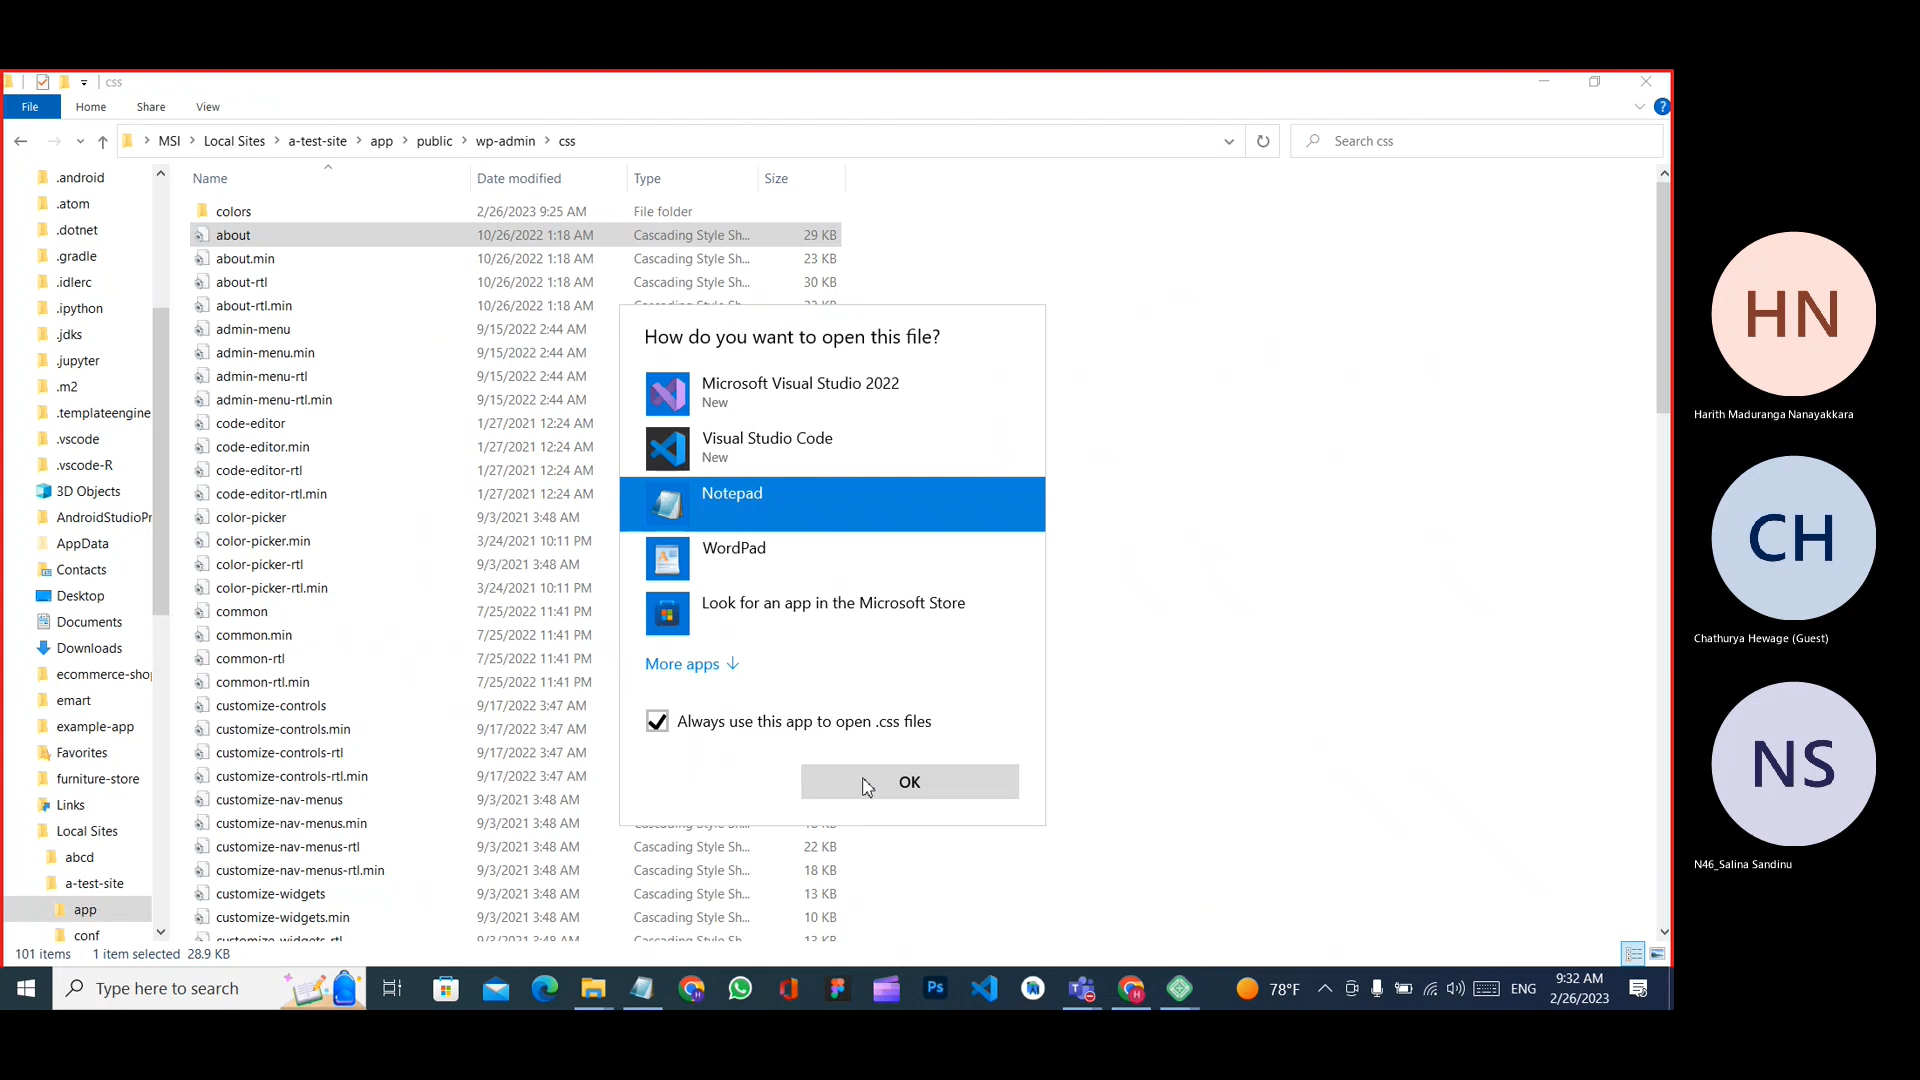 css
File Home Share View
MSI Local Sites a-test-site app public wp-admin css
Search css
.android
.atom
.dotnet
.gradle
.idlerc
.ipython
.jdks
.jupyter
.m2
.templateengine
.vscode
.vscode-R
3D Objects
AndroidStudioPr
AppData
Contacts
Desktop
Documents
Downloads
ecommerce-shop
emart
example-app
Favorites
furniture-store
Links
Local Sites
abcd
a-test-site
app
conf
Name Date modified Type Size
colors 2/26/2023 9:25 AM File folder
about 10/26/2022 1:18 AM Cascading Style Sh... 29 KB
about.min 10/26/2022 1:18 AM Cascading Style Sh... 23 KB
about-rtl 10/26/2022 1:18 AM Cascading Style Sh... 30 KB
about-rtl.min 10/26/2022 1:18 AM
admin-menu 9/15/2022 2:44 AM
admin-menu.min 9/15/2022 2:44 AM
admin-menu-rtl 9/15/2022 2:44 AM
admin-menu-rtl.min 9/15/2022 2:44 AM
code-editor 1/27/2021 12:24 AM
code-editor.min 1/27/2021 12:24 AM
code-editor-rtl 1/27/2021 12:24 AM
code-editor-rtl.min 1/27/2021 12:24 AM
color-picker 9/3/2021 3:48 AM
color-picker.min 3/24/2021 10:11 PM
color-picker-rtl 9/3/2021 3:48 AM
color-picker-rtl.min 3/24/2021 10:11 PM
common 7/25/2022 11:41 PM
common.min 7/25/2022 11:41 PM
common-rtl 7/25/2022 11:41 PM
common-rtl.min 7/25/2022 11:41 PM
customize-controls 9/17/2022 3:47 AM
customize-controls.min 9/17/2022 3:47 AM
customize-controls-rtl 9/17/2022 3:47 AM
customize-controls-rtl.min 9/17/2022 3:47 AM
customize-nav-menus 9/3/2021 3:48 AM
customize-nav-menus.min 9/3/2021 3:48 AM
customize-nav-menus-rtl 9/3/2021 3:48 AM Cascading Style Sh... 22 KB
customize-nav-menus-rtl.min 9/3/2021 3:48 AM Cascading Style Sh... 18 KB
customize-widgets 9/3/2021 3:48 AM Cascading Style Sh... 13 KB
customize-widgets.min 9/3/2021 3:48 AM Cascading Style Sh... 10 KB
customize-widgets-rtl 9/3/2021 3:48 AM Cascading Style Sh... 13 KB
How do you want to open this file?
Microsoft Visual Studio 2022
New
Visual Studio Code
New
Notepad
WordPad
Look for an app in the Microsoft Store
More apps
Always use this app to open .css files
OK
101 items 1 item selected 28.9 KB
Type here to search
78°F
ENG
9:32 AM
2/26/2023
HN
Harith Maduranga Nanayakkara
CH
Chathurya Hewage (Guest)
NS
N46_Salina Sandinu